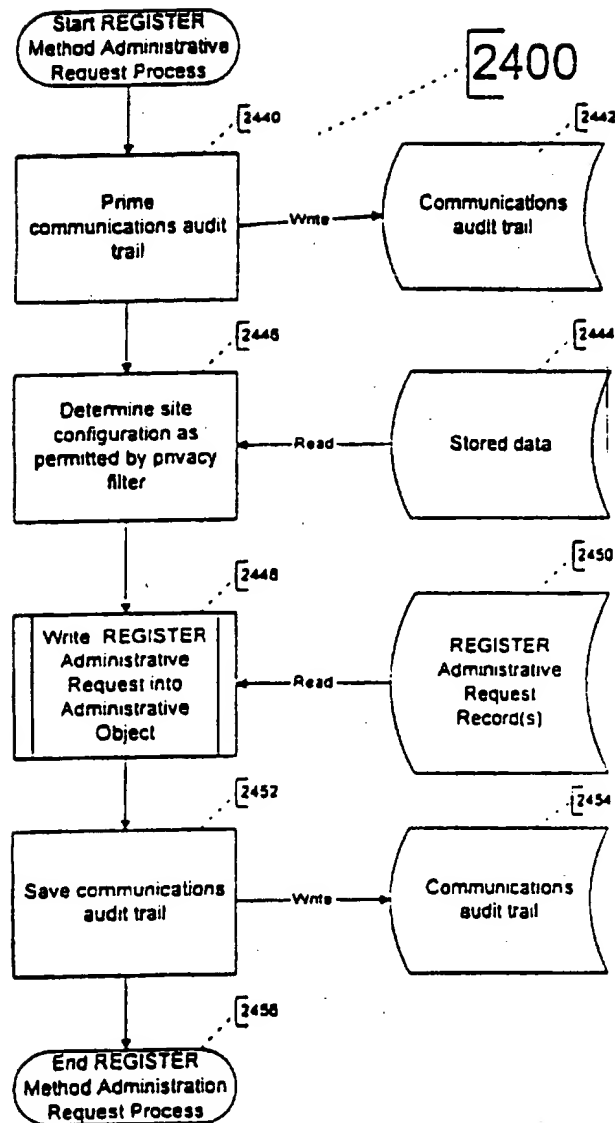 Start REGISTER
Method Administrative
Request Process
2400
2440
2442
Prime
communications audit
trail
Write
Communications
audit trail
2446
2444
Determine site
configuration as
permitted by privacy
filter
Read
Stored data
2448
2450
Write REGISTER
Administrative
Request into
Administrative
Object
Read
REGISTER
Administrative
Request
Record(s)
2452
2454
Save communications
audit trail
Write
Communications
audit trail
2456
End REGISTER
Method Administration
Request Process